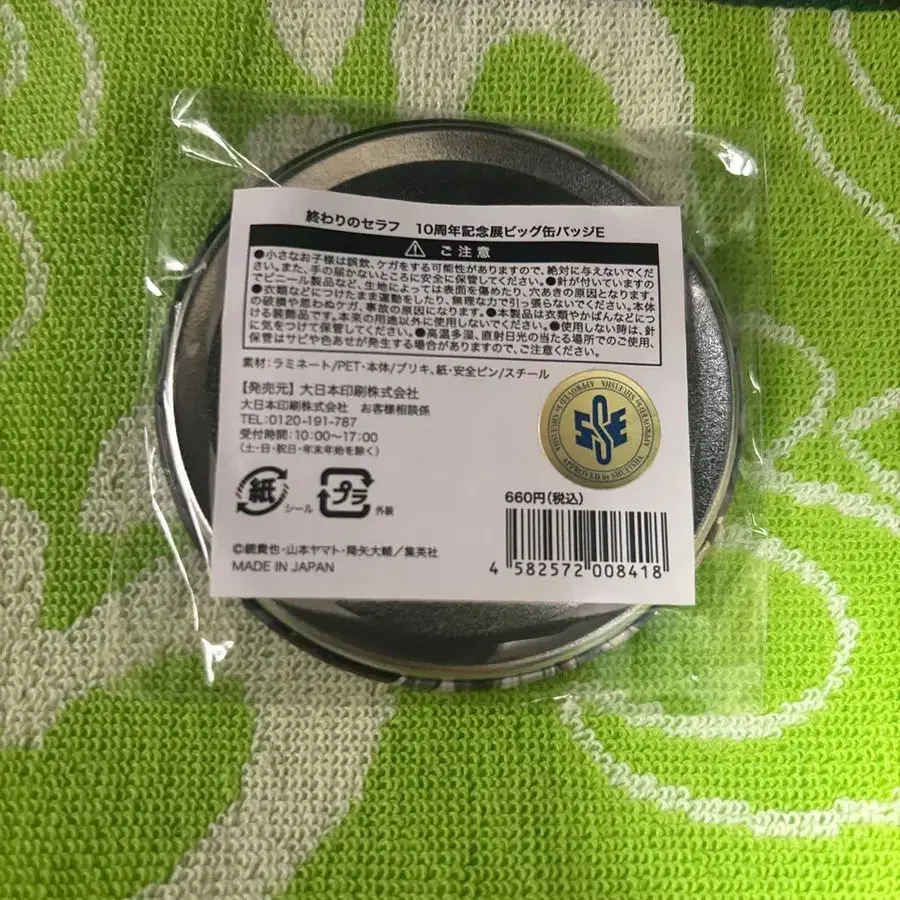 終わりのセラフ　10周年記念展ビッグ缶バッジE
⚠ ご注意
●小さなお子様は誤飲、ケガをする可能性がありますので、絶対に与えないでくだ
さい。また、手の届かないところに安全に保管してください。●針が付いていますの
でビニール製品など、生地によっては表面を傷めたり、穴あきの原因となります。
●衣類などにつけたまま運動をしたり、無理な力で引っ張らないでください。本体
の破損や思わぬケガ、事故の原因になります。●本製品は衣類やかばんなどにつ
ける装飾品です。本来の用途以外に使用しないでください。●使用しない時は、針
に気をつけて保管してください。●高温多湿、直射日光の当たる場所でのご使用、
保管はサビや色あせが発生する場合がありますので、ご注意ください。
素材:ラミネート/PET・本体/ブリキ、紙・安全ピン/スチール
【発売元】大日本印刷株式会社
大日本印刷株式会社　お客様相談係
TEL:0120-191-787
受付時間:10:00〜17:00
(土・日・祝日・年末年始を除く)
紙 シール
プラ 外装
APPROVED by SHUEISHA
APPROVED by SHUEISHA
APPROVED by SHUEISHA
SSE
660円(税込)
4 582572 008418
©鏡貴也・山本ヤマト・降矢大輔／集英社
MADE IN JAPAN